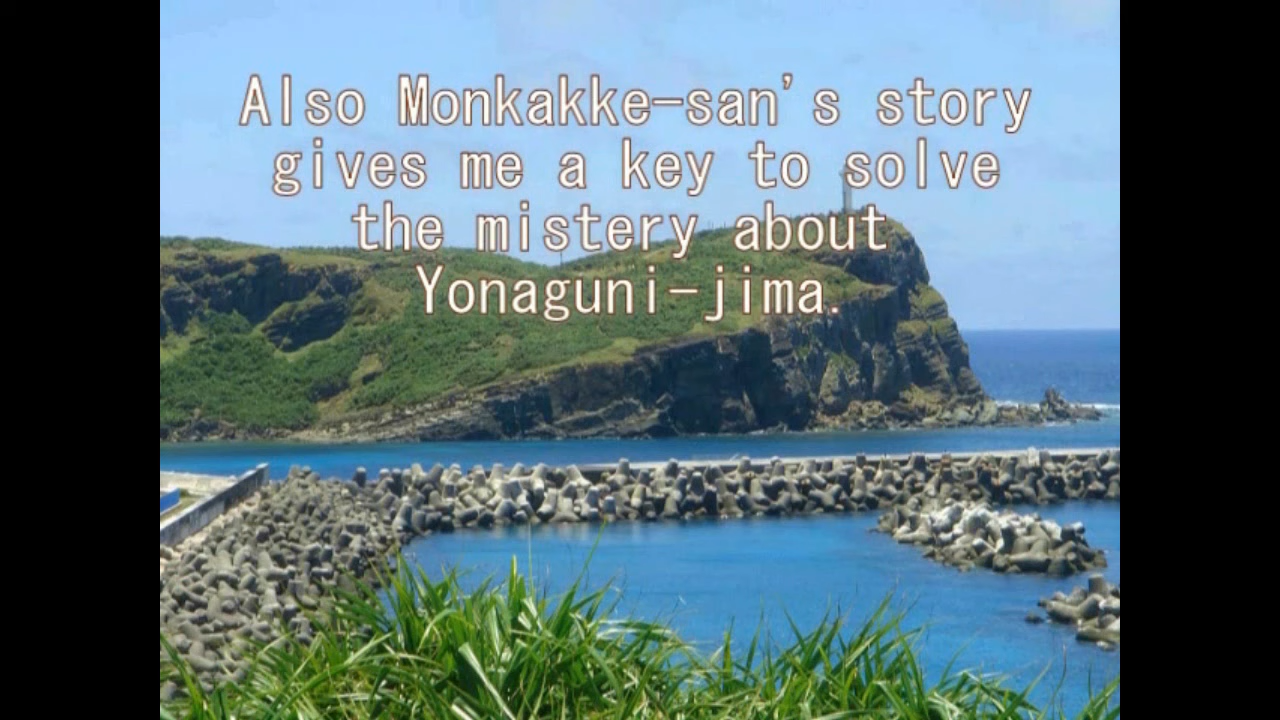 Also Monkakke-san's story
gives me a key to solve
the mistery about
Yonaguni-jima.